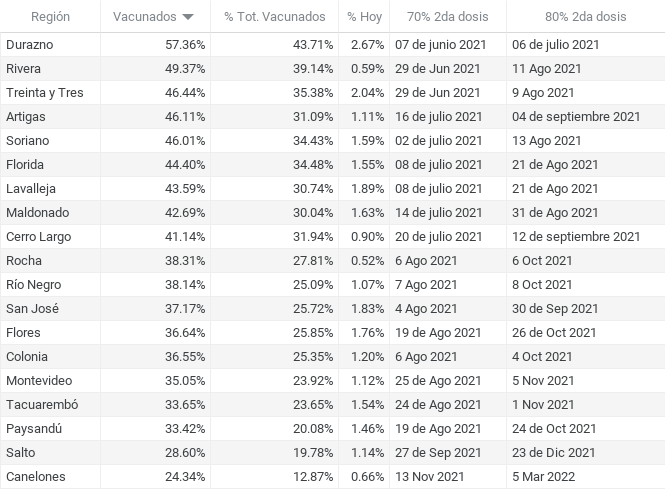 Región Vacunados % Tot. Vacunados % Hoy 70% 2da dosis 80% 2da dosis
Durazno 57.36% 43.71% 2.67% 07 de junio 2021 06 de julio 2021
Rivera 49.37% 39.14% 0.59% 29 de Jun 2021 11 Ago 2021
Treinta y Tres 46.44% 35.38% 2.04% 29 de Jun 2021 9 Ago 2021
Artigas 46.11% 31.09% 1.11% 16 de julio 2021 04 de septiembre 2021
Soriano 46.01% 34.43% 1.59% 02 de julio 2021 13 Ago 2021
Florida 44.40% 34.48% 1.55% 08 de julio 2021 21 de Ago 2021
Lavalleja 43.59% 30.74% 1.89% 08 de julio 2021 21 de Ago 2021
Maldonado 42.69% 30.04% 1.63% 14 de julio 2021 31 de Ago 2021
Cerro Largo 41.14% 31.94% 0.90% 20 de julio 2021 12 de septiembre 2021
Rocha 38.31% 27.81% 0.52% 6 Ago 2021 6 Oct 2021
Río Negro 38.14% 25.09% 1.07% 7 Ago 2021 8 Oct 2021
San José 37.17% 25.72% 1.83% 4 Ago 2021 30 de Sep 2021
Flores 36.64% 25.85% 1.76% 19 de Ago 2021 26 de Oct 2021
Colonia 36.55% 25.35% 1.20% 6 Ago 2021 4 Oct 2021
Montevideo 35.05% 23.92% 1.12% 25 de Ago 2021 5 Nov 2021
Tacuarembó 33.65% 23.65% 1.54% 24 de Ago 2021 1 Nov 2021
Paysandú 33.42% 20.08% 1.46% 19 de Ago 2021 24 de Oct 2021
Salto 28.60% 19.78% 1.14% 27 de Sep 2021 23 de Dic 2021
Canelones 24.34% 12.87% 0.66% 13 Nov 2021 5 Mar 2022